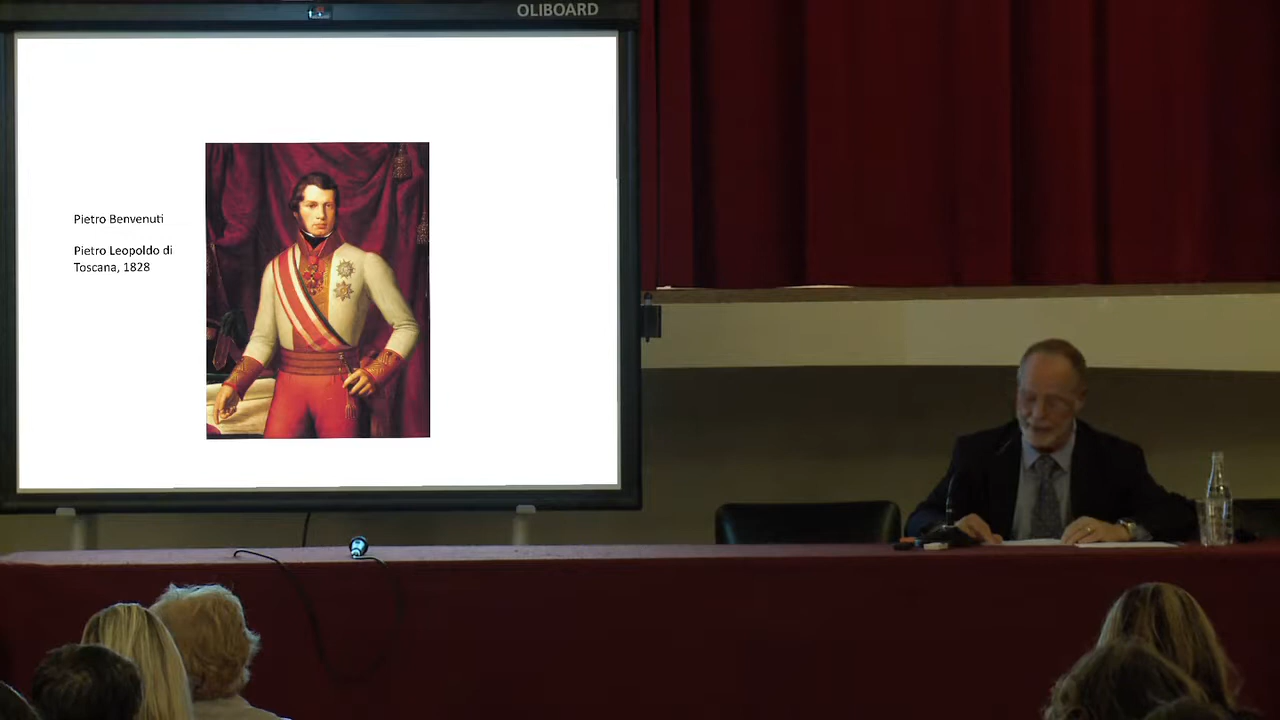 OLIBOARD
Pietro Benvenuti
Pietro Leopoldo di
Toscana, 1828